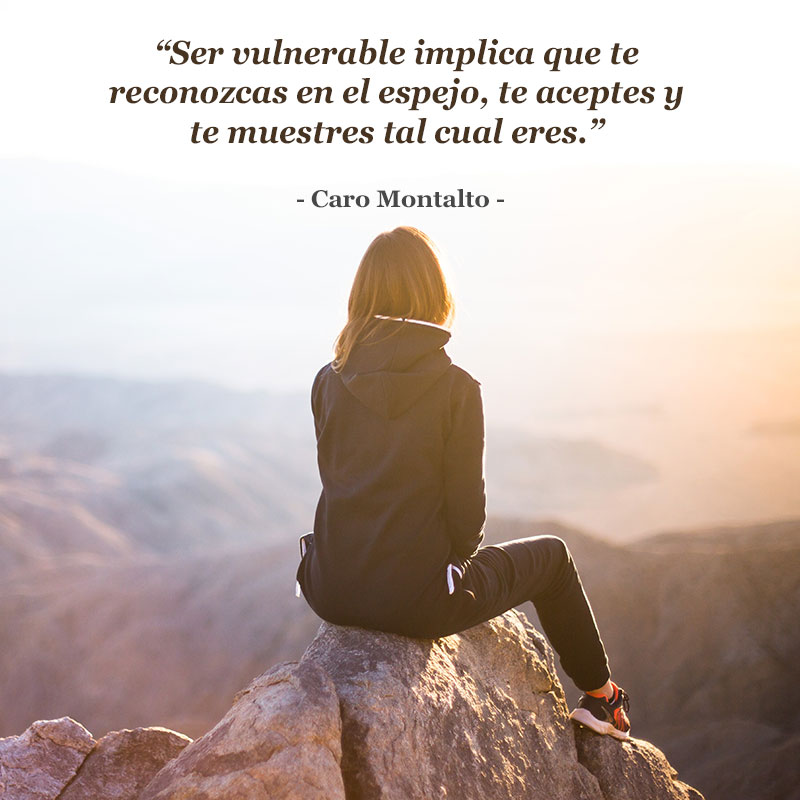 “Ser vulnerable implica que te
reconozcas en el espejo, te aceptes y
te muestres tal cual eres.”
- Caro Montalto -